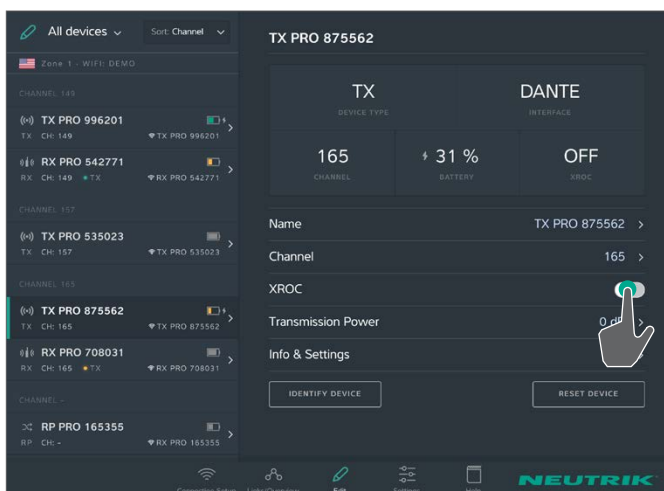 All devices
Sort: Channel
Zone 1 - WIFI: DEMO
CHANNEL 149
TX PRO 996201
TX CH: 149 TX PRO 996201
RX PRO 542771
RX CH: 149 TX RX PRO 542771
CHANNEL 157
TX PRO 535023
TX CH: 157 TX PRO 535023
CHANNEL 165
TX PRO 875562
TX CH: 165 TX PRO 875562
RX PRO 708031
RX CH: 165 TX RX PRO 708031
CHANNEL -
RP PRO 165355
RP CH: - RX PRO 165355
TX PRO 875562
TX DANTE
DEVICE TYPE INTERFACE
165 31 % OFF
CHANNEL BATTERY XROC
Name TX PRO 875562
Channel 165
XROC
Transmission Power 0
Info & Settings
IDENTIFY DEVICE RESET DEVICE
NEUTRIK